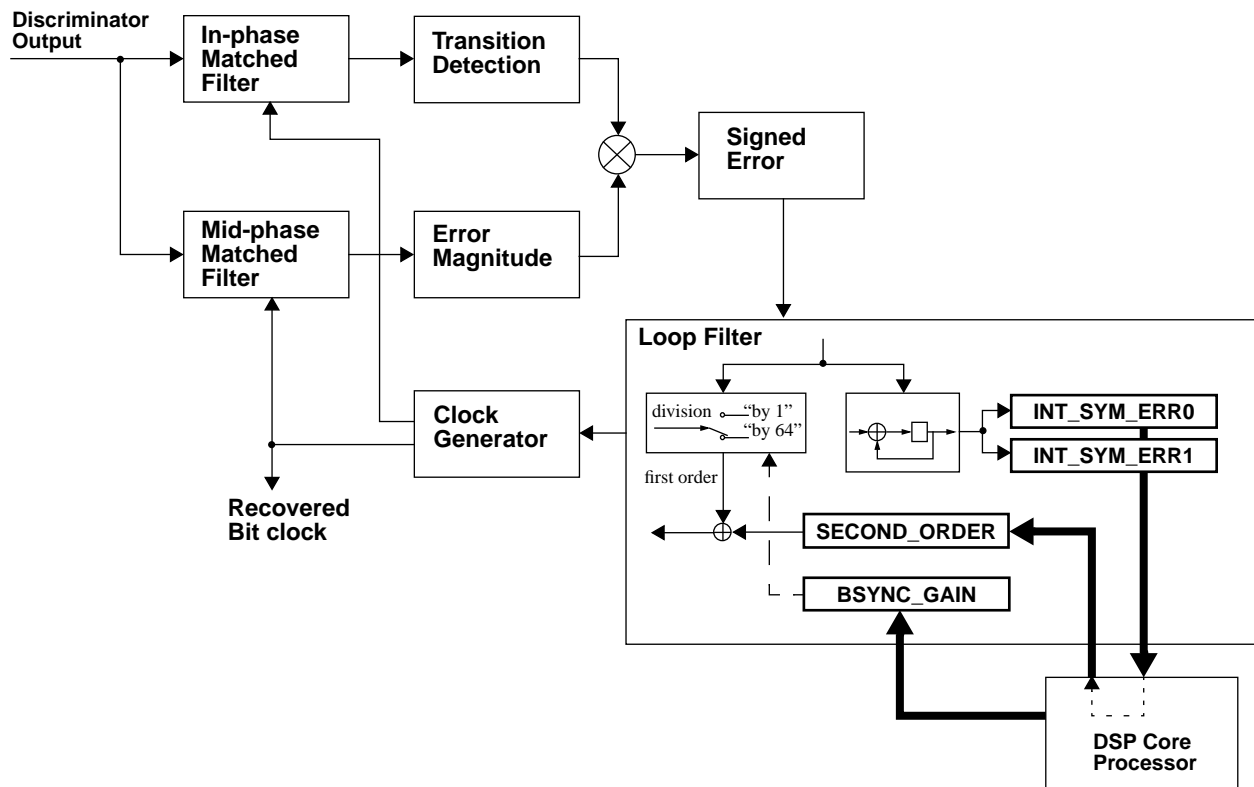 Discriminator
Output
In-phase
Matched
Filter
Transition
Detection
Signed
Error
Mid-phase
Matched
Filter
Error
Magnitude
Loop Filter
Clock
Generator
division
“by 1”
“by 64”
INT_SYM_ERR0
INT_SYM_ERR1
first order
Recovered
Bit clock
SECOND_ORDER
BSYNC_GAIN
DSP Core
Processor